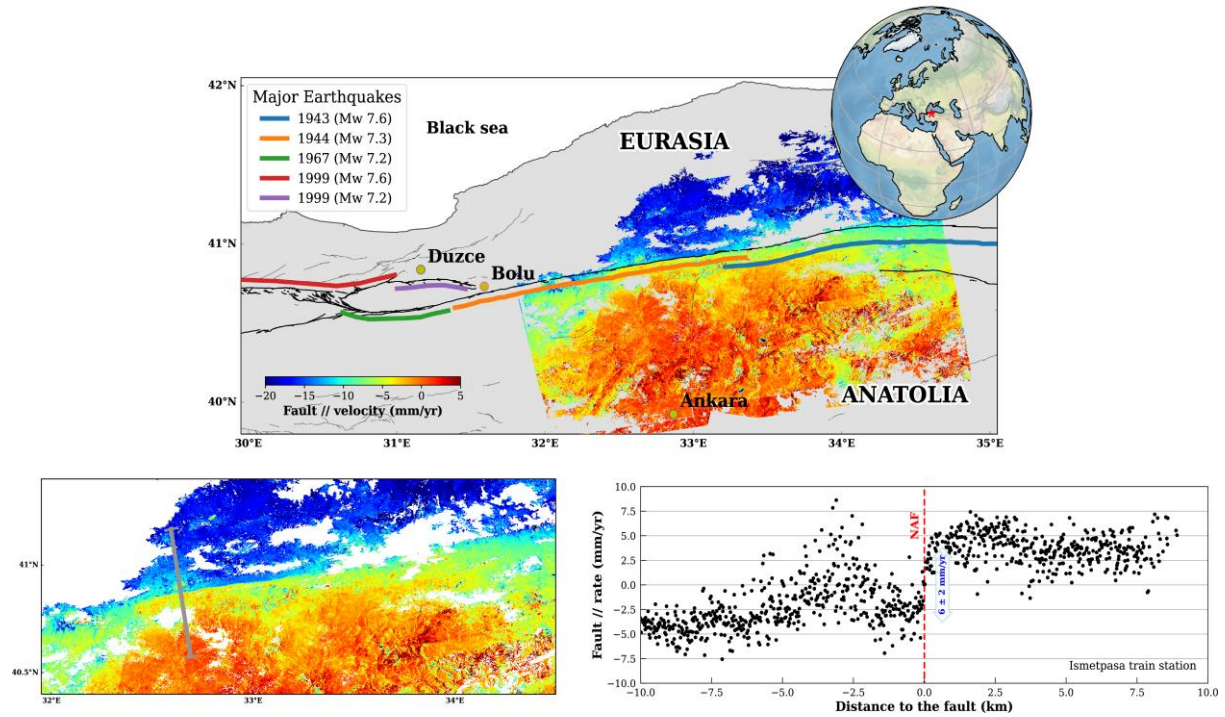 42°N
41°N
40°N
Major Earthquakes
1943 (Mw 7.6)
1944 (Mw 7.3)
1967 (Mw 7.2)
1999 (Mw 7.6)
1999 (Mw 7.2)
Black sea
EURASIA
Duzce
Bolu
Ankara
ANATOLIA
−20 −15 −10 −5 0 5
Fault // velocity (mm/yr)
30°E 31°E 32°E 33°E 34°E 35°E
41°N
40.5°N
32°E 33°E 34°E
Fault // rate (mm/yr)
10.0
7.5
5.0
2.5
0.0
−2.5
−5.0
−7.5
−10.0
NAF
6 ± 2 mm/yr
Ismetpasa train station
−10.0 −7.5 −5.0 −2.5 0.0 2.5 5.0 7.5 10.0
Distance to the fault (km)